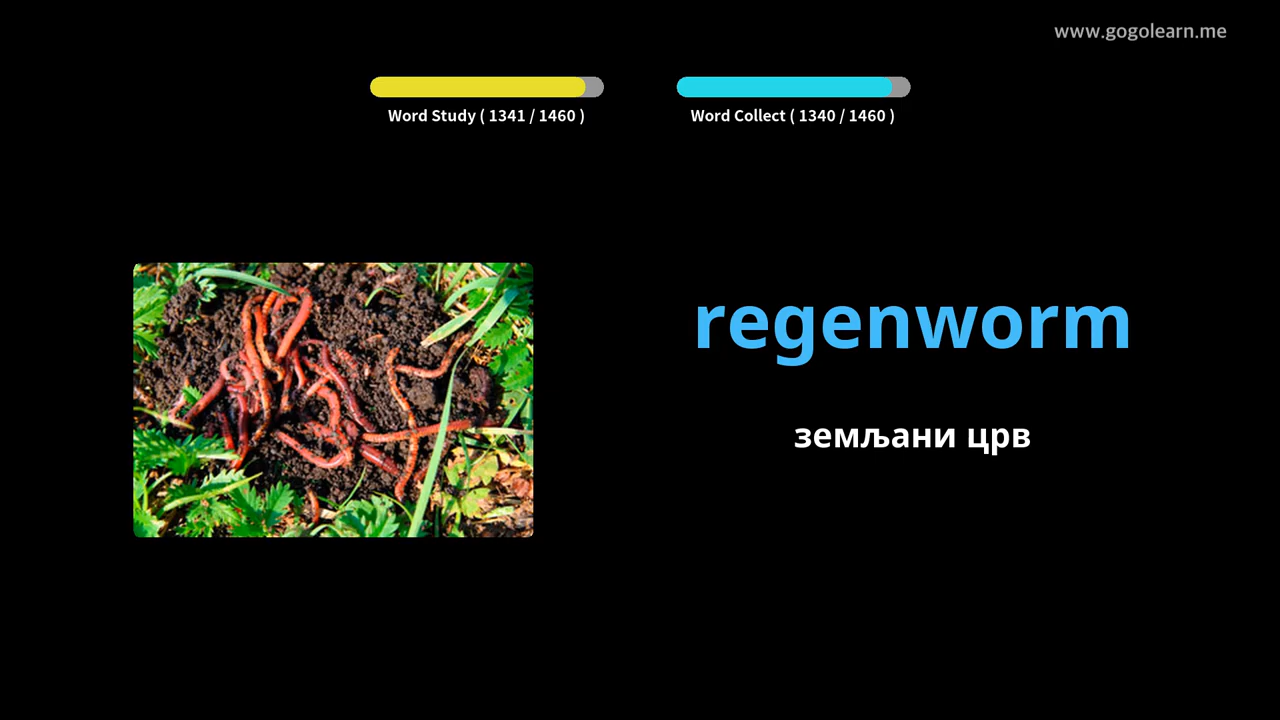 www.gogolearn.me
Word Study ( 1341 / 1460 )
Word Collect ( 1340 / 1460 )
regenworm
земљани црв